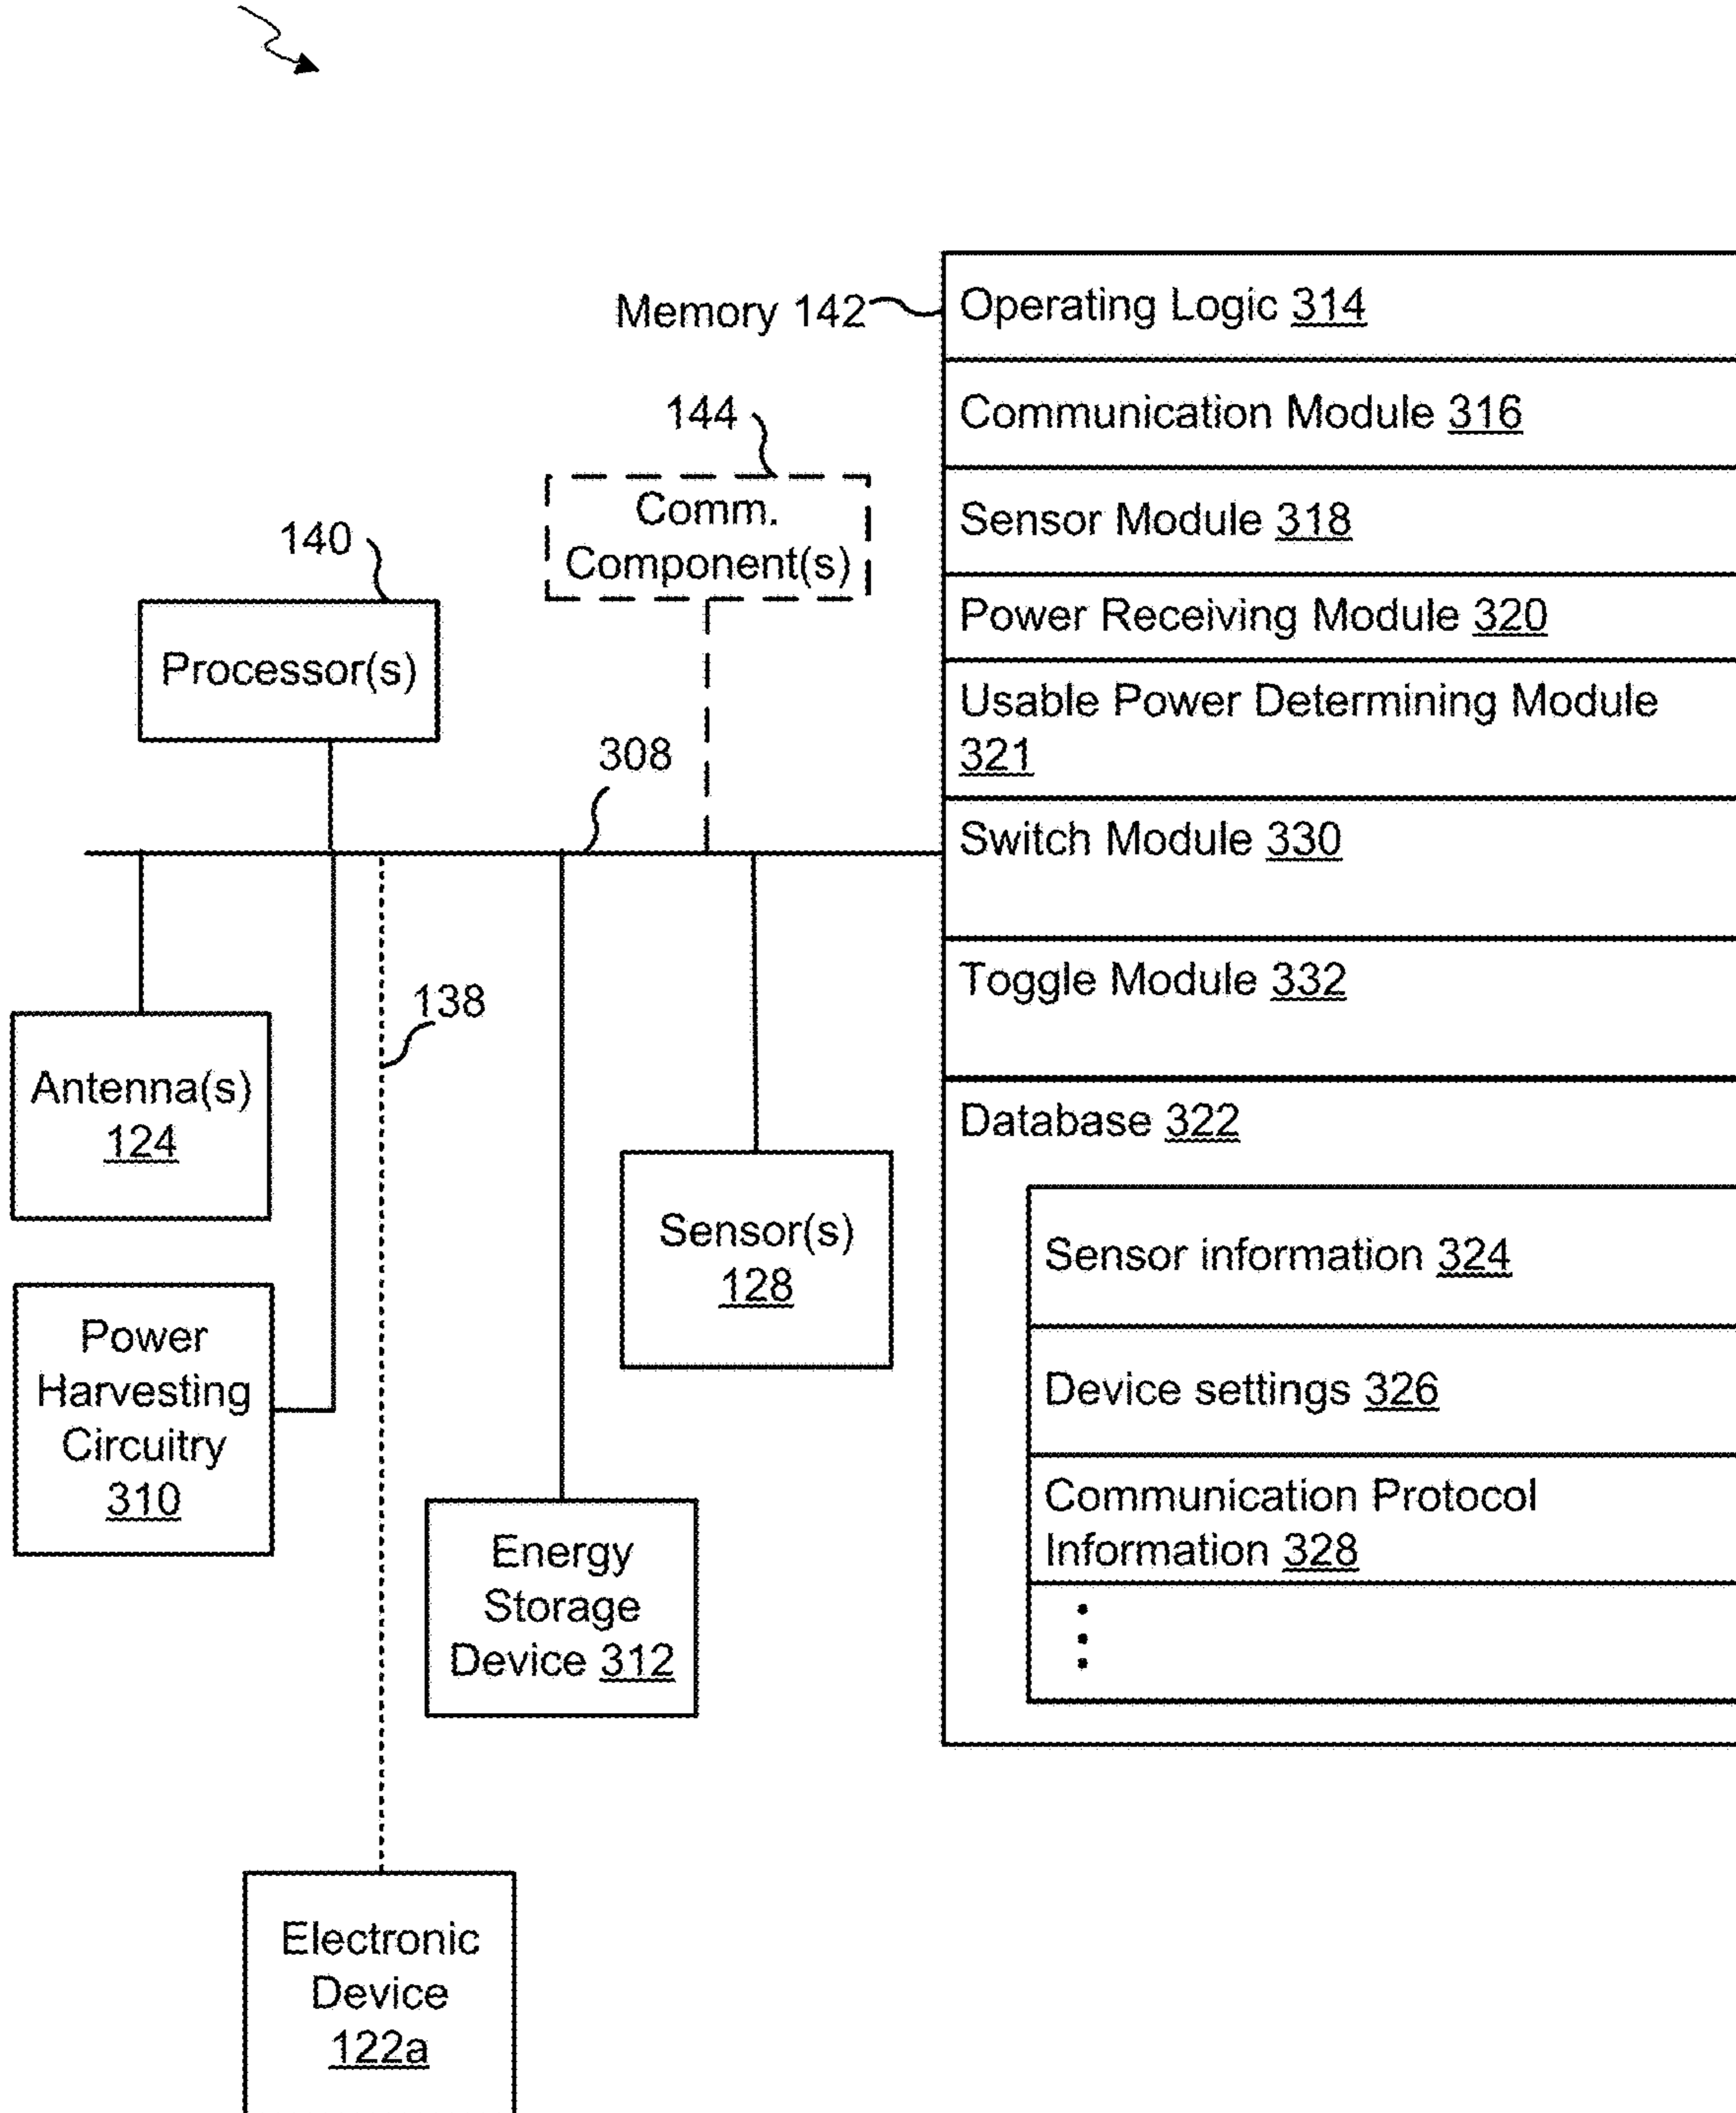 Memory 142
Operating Logic 314
Communication Module 316
Sensor Module 318
Power Receiving Module 320
Usable Power Determining Module
321
Switch Module 330
Toggle Module 332
Database 322
Sensor information 324
Device settings 326
Communication Protocol
Information 328
144
Comm.
Component(s)
140
Processor(s)
308
138
Antenna(s)
124
Power
Harvesting
Circuitry
310
Sensor(s)
128
Energy
Storage
Device 312
Electronic
Device
122a